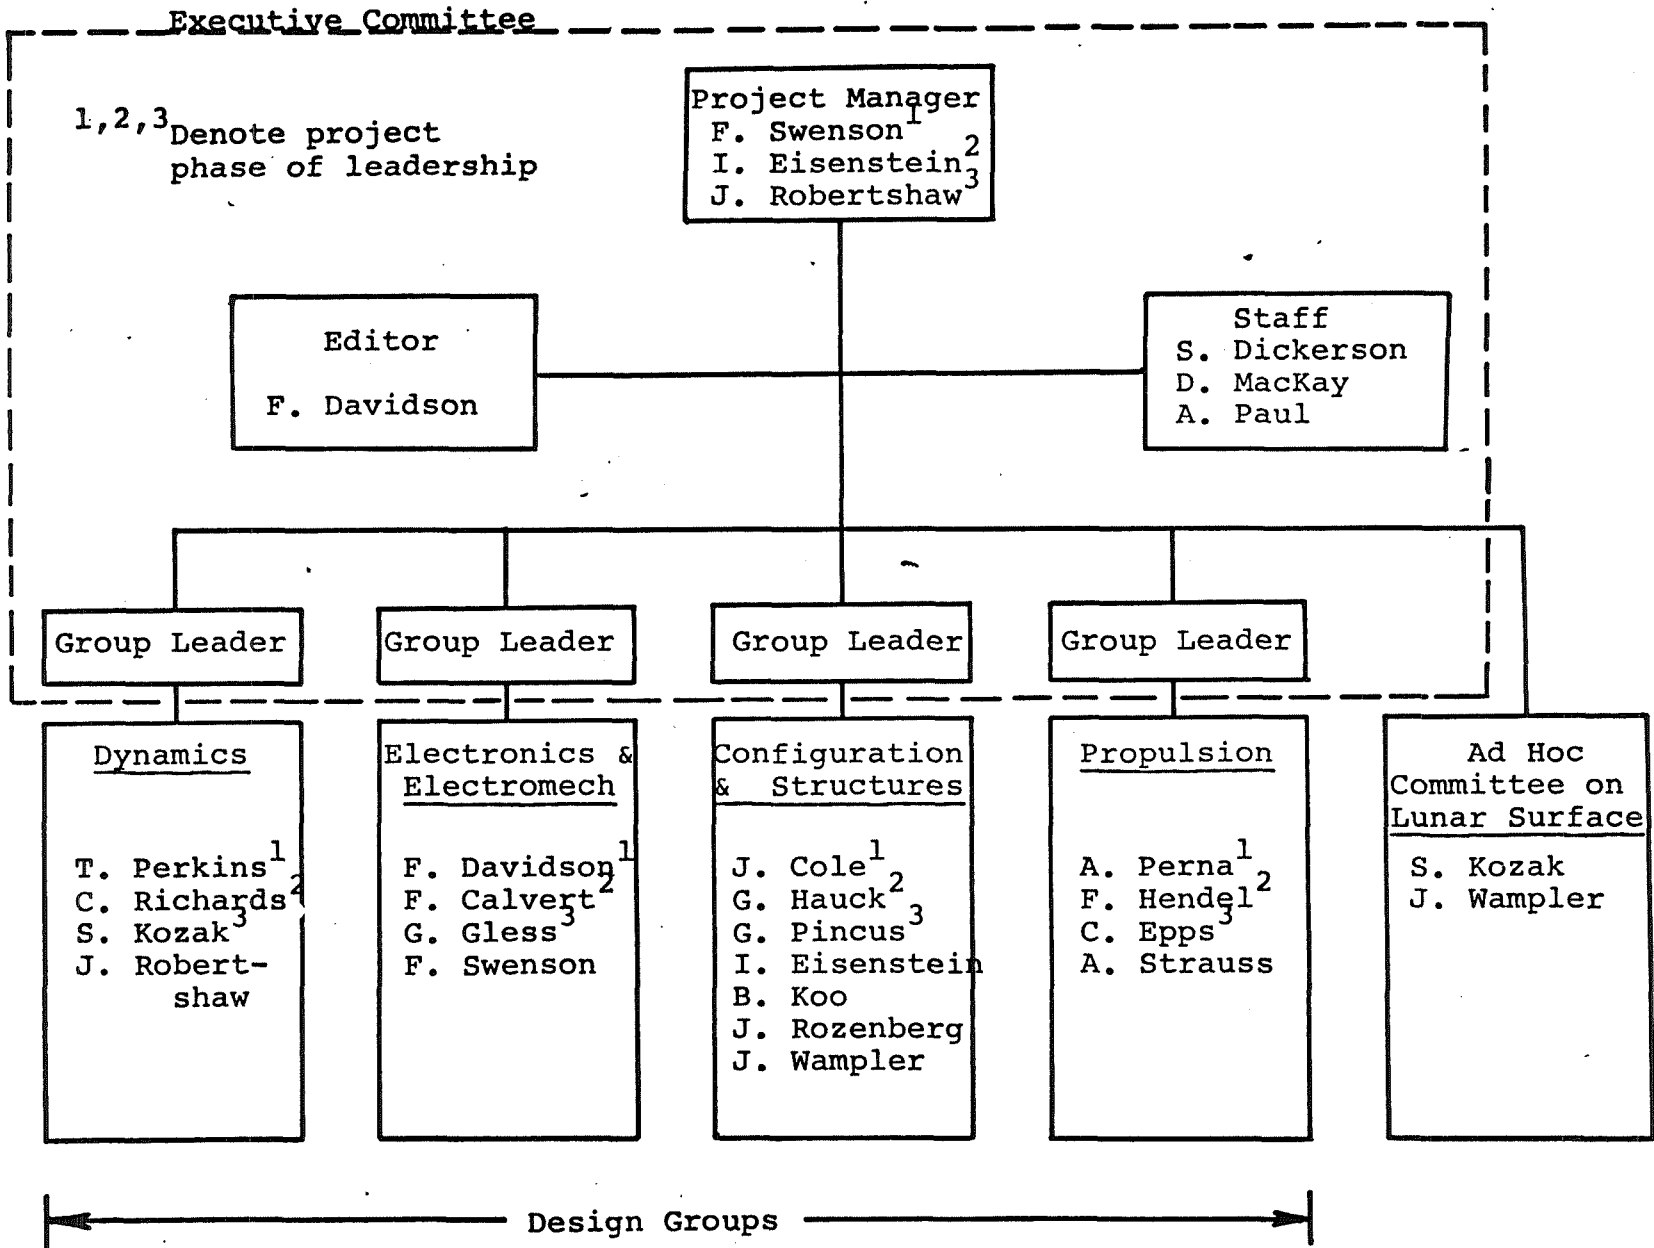 Executive Committee
1,2,3 Denote project
phase of leadership
Project Manager
F. Swenson1
I. Eisenstein2
J. Robertshaw3
Editor
F. Davidson
Staff
S. Dickerson
D. MacKay
A. Paul
Group Leader
Group Leader
Group Leader
Group Leader
Dynamics
T. Perkins1
C. Richards2
S. Kozak3
J. Robert-
shaw
Electronics &
Electromech
F. Davidson1
F. Calvert2
G. Gless3
F. Swenson
Configuration
& Structures
J. Cole1
G. Hauck2
G. Pincus3
I. Eisenstein
B. Koo
J. Rozenberg
J. Wampler
Propulsion
A. Perna1
F. Hendel2
C. Epps3
A. Strauss
Ad Hoc
Committee on
Lunar Surface
S. Kozak
J. Wampler
Design Groups